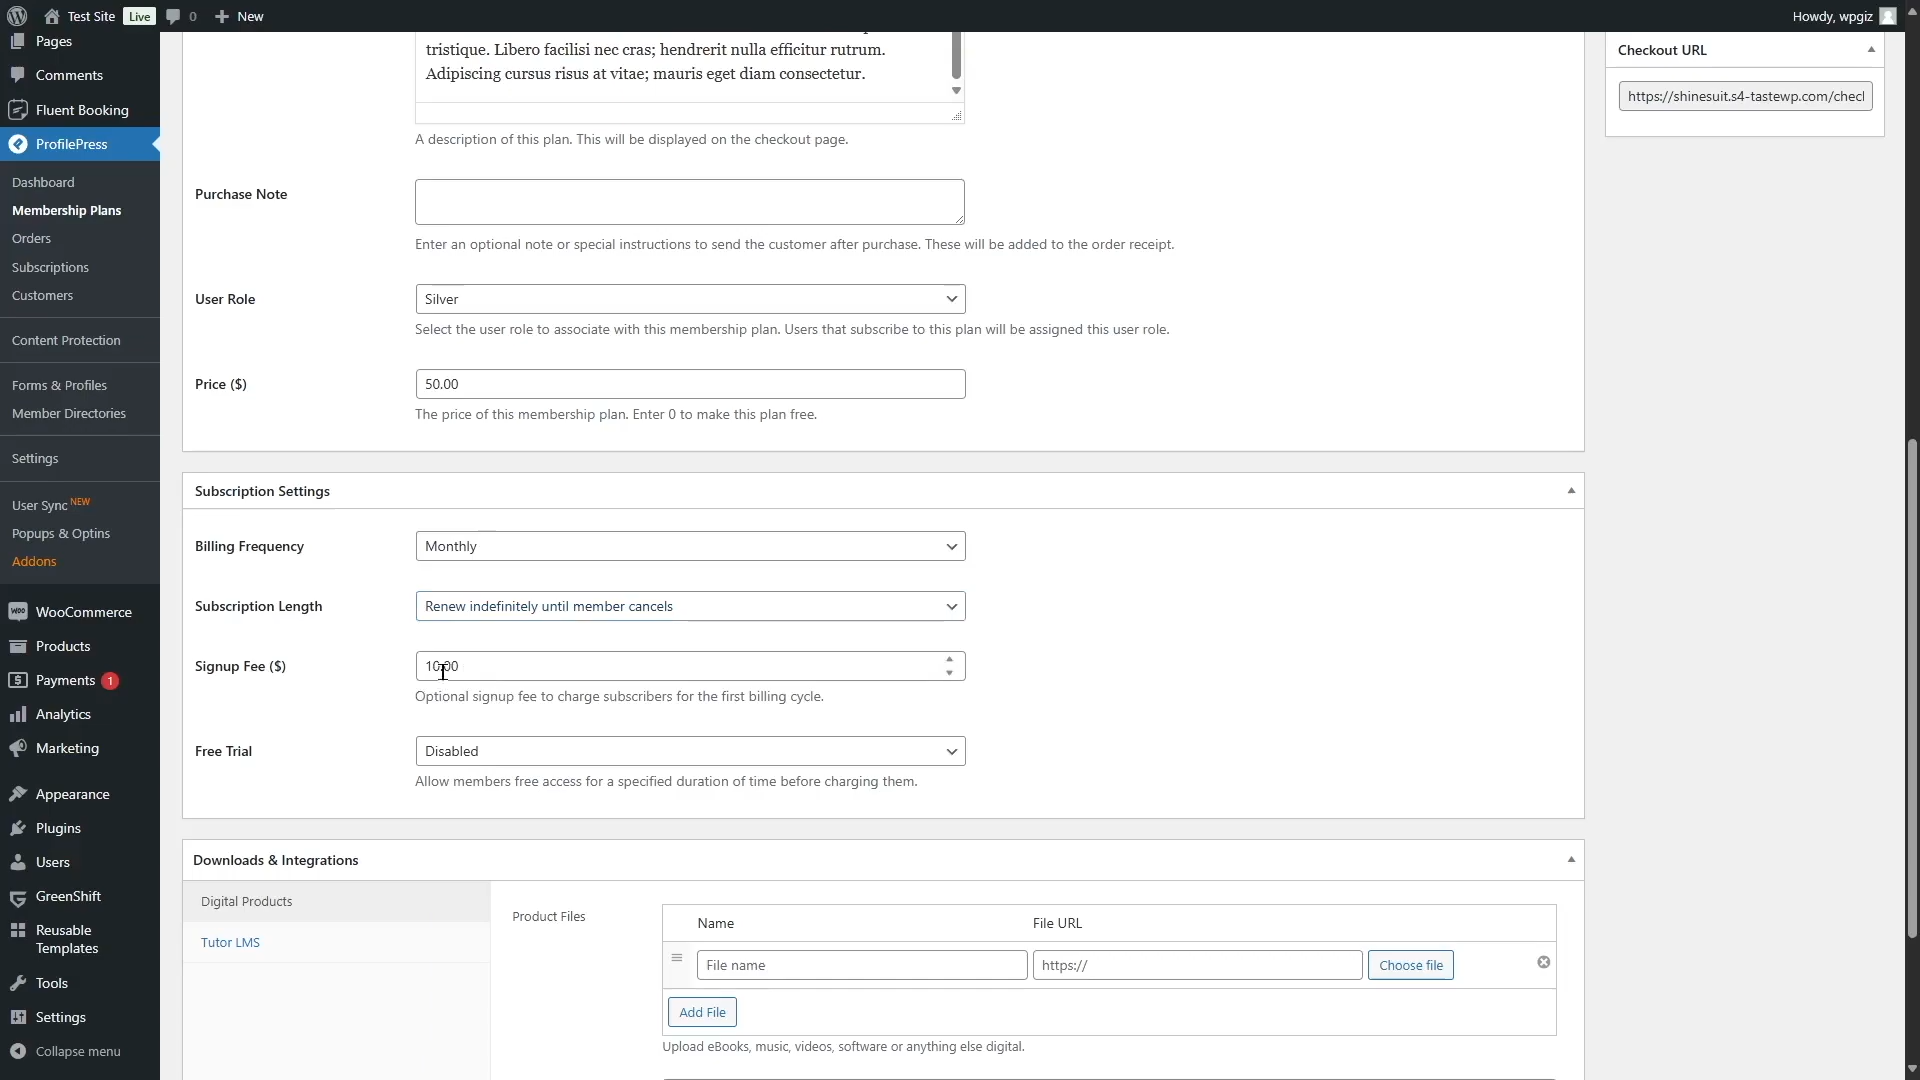 Test Site Live 0 New
Howdy, wpgiz
Pages
Comments
Fluent Booking
ProfilePress
Dashboard
Membership Plans
Orders
Subscriptions
Customers
Content Protection
Forms & Profiles
Member Directories
Settings
User Sync NEW
Popups & Optins
Addons
WooCommerce
Products
Payments 1
Analytics
Marketing
Appearance
Plugins
Users
GreenShift
Reusable
Templates
Tools
Settings
Collapse menu
tristique. Libero facilisi nec cras; hendrerit nulla efficitur rutrum.
Adipiscing cursus risus at vitae; mauris eget diam consectetur.
A description of this plan. This will be displayed on the checkout page.
Purchase Note
Enter an optional note or special instructions to send the customer after purchase. These will be added to the order receipt.
User Role
Silver
Select the user role to associate with this membership plan. Users that subscribe to this plan will be assigned this user role.
Price ($)
50.00
The price of this membership plan. Enter 0 to make this plan free.
Subscription Settings
Billing Frequency
Monthly
Subscription Length
Renew indefinitely until member cancels
Signup Fee ($)
10.00
Optional signup fee to charge subscribers for the first billing cycle.
Free Trial
Disabled
Allow members free access for a specified duration of time before charging them.
Downloads & Integrations
Digital Products
Tutor LMS
Product Files
Name File URL
File name https:// Choose file
Add File
Upload eBooks, music, videos, software or anything else digital.
Checkout URL
https://shinesuit.s4-tastewp.com/checl